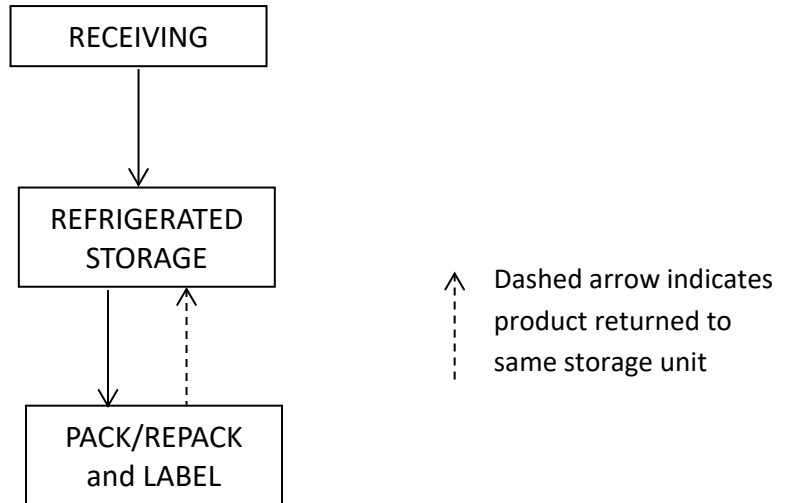 RECEIVING
REFRIGERATED
STORAGE
Dashed arrow indicates
product returned to
same storage unit
PACK/REPACK
and LABEL